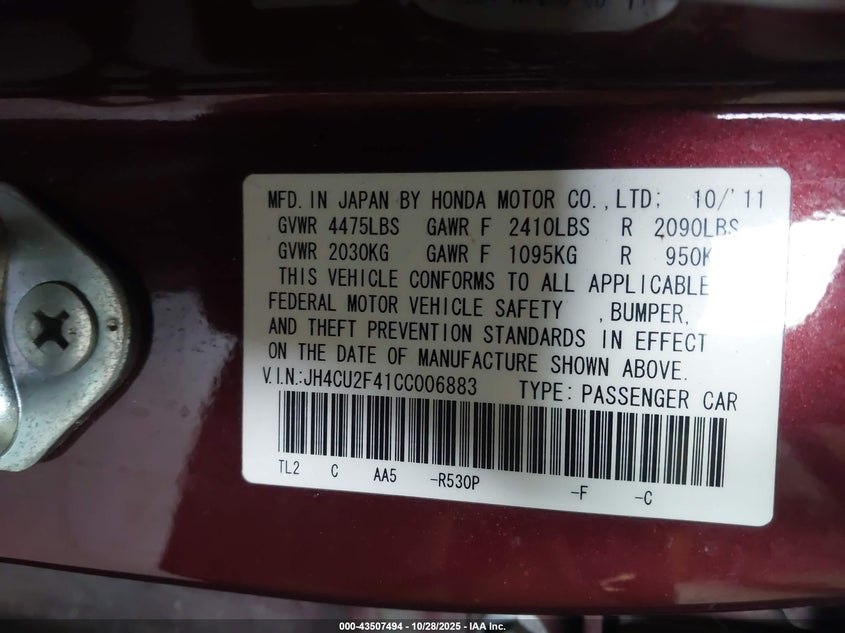 MFD. IN JAPAN BY HONDA MOTOR CO., LTD: 10/'11
GVWR 4475LBS GAWR F 2410LBS R 2090LBS
GVWR 2030KG GAWR F 1095KG R 950K
THIS VEHICLE CONFORMS TO ALL APPLICABLE
FEDERAL MOTOR VEHICLE SAFETY , BUMPER,
AND THEFT PREVENTION STANDARDS IN EFFECT
ON THE DATE OF MANUFACTURE SHOWN ABOVE.
V.I.N.:JH4CU2F41CC006883 TYPE: PASSENGER CAR
TL2 C AA5 -R530P -F -C
000-43507494 - 10/28/2025 - IAA Inc.